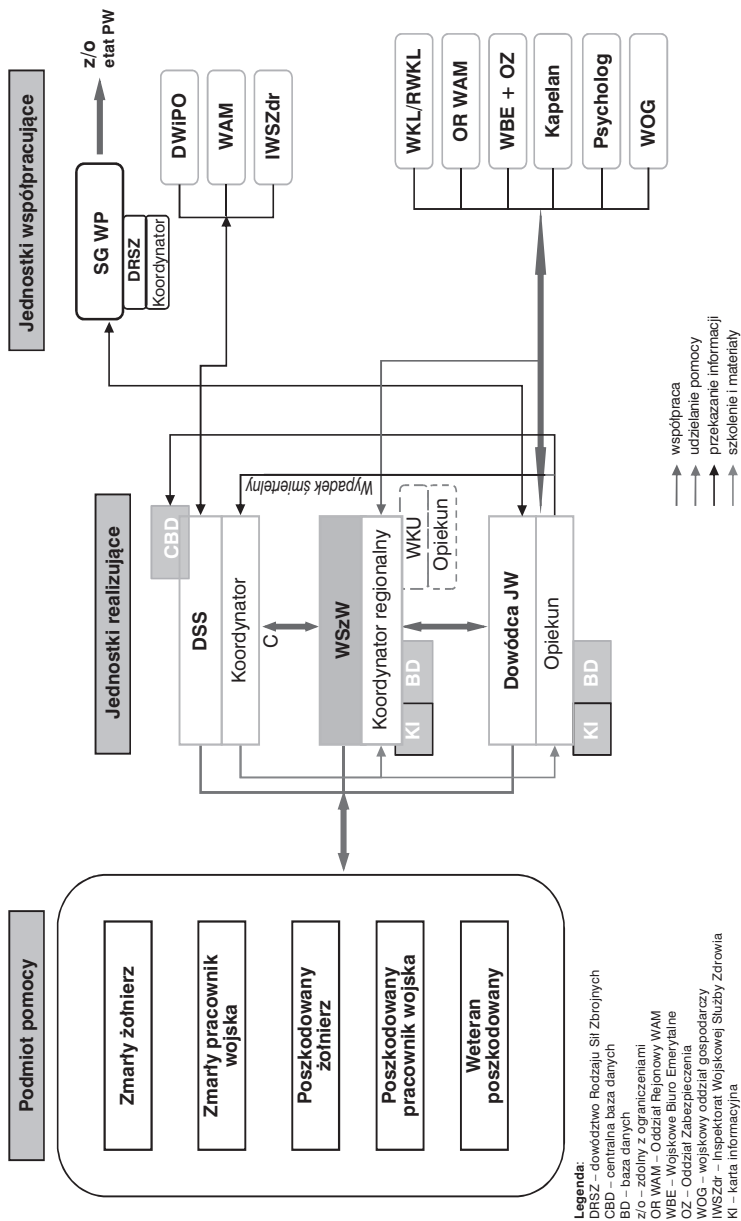 Podmiot pomocy
Zmarły żołnierz
Zmarły pracownik
wojska
Poszkodowany
żołnierz
Poszkodowany
pracownik wojska
Weteran
poszkodowany
Jednostki realizujące
CBD
DSS
Koordynator
C
Wypadek śmiertelny
WSzW
Koordynator regionalny
KI
BD
WKU
Opiekun
Dowódca JW
Opiekun
KI
BD
Jednostki współpracujące
SG WP
DRSZ
Koordynator
z/o
etat PW
DWiPO
WAM
IWSZdr
WKL/RWKL
OR WAM
WBE + OZ
Kapelan
Psycholog
WOG
współpraca
udzielanie pomocy
przekazanie informacji
szkolenie i materiały
Legenda:
DRSZ – dowództwo Rodzaju Sił Zbrojnych
CBD – centralna baza danych
BD – baza danych
z/o – zdolny z ograniczeniami
OR WAM – Oddział Rejonowy WAM
WBE – Wojskowe Biuro Emerytalne
OZ – Oddział Zabezpieczenia
WOG – wojskowy oddział gospodarczy
IWSZdr – Inspektorat Wojskowej Służby Zdrowia
KI – karta informacyjna